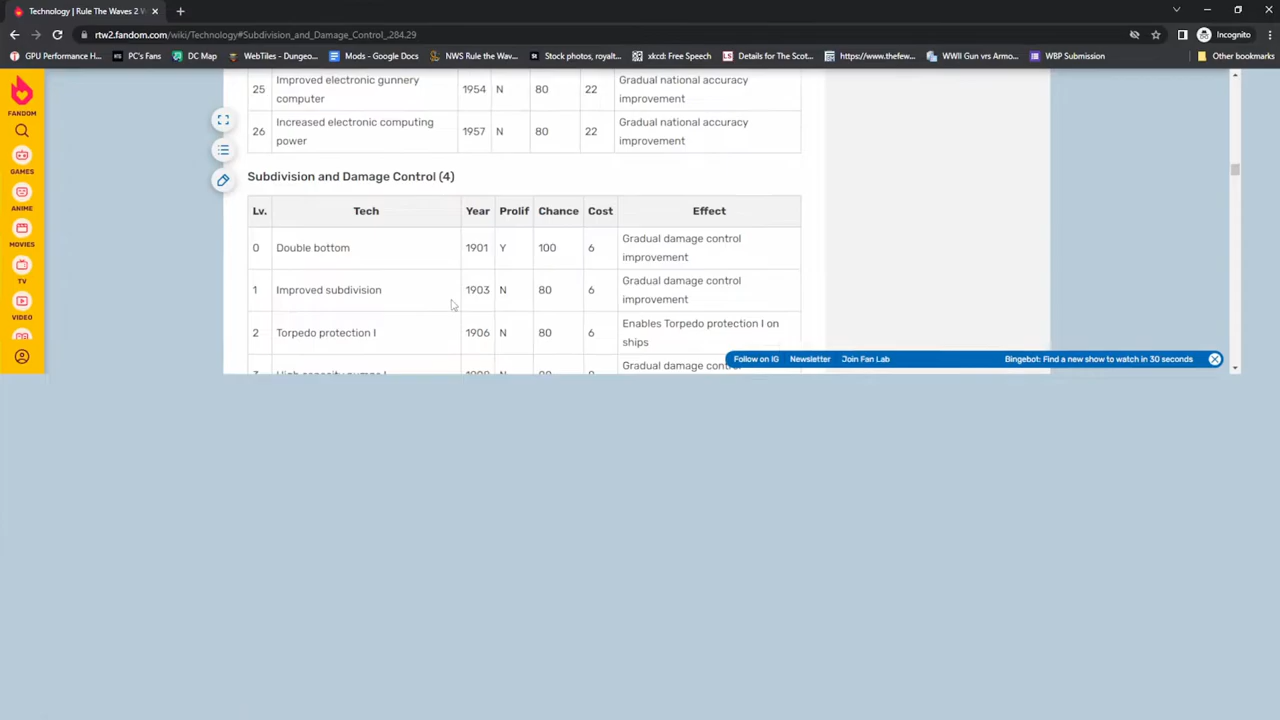 Technology | Rule The Waves 2 W
Incognito
rtw2.fandom.com/wiki/Technology#Subdivision_and_Damage_Control_.284.29
GPU Performance H... PC's Fans DC Map WebTiles - Dungeo... Mods - Google Docs NWS Rule the Wav... Stock photos, royalt... xkcd: Free Speech Details for The Scot... https://www.thefew... WWII Gun vrs Armo... WBP Submission Other bookmarks
FANDOM
GAMES
ANIME
MOVIES
TV
VIDEO
25 Improved electronic gunnery computer 1954 N 80 22 Gradual national accuracy improvement
26 Increased electronic computing power 1957 N 80 22 Gradual national accuracy improvement
Subdivision and Damage Control (4)
Lv. Tech Year Prolif Chance Cost Effect
0 Double bottom 1901 Y 100 6 Gradual damage control improvement
1 Improved subdivision 1903 N 80 6 Gradual damage control improvement
2 Torpedo protection I 1906 N 80 6 Enables Torpedo protection I on ships
High capacity pumps I Gradual damage
Follow on IG Newsletter Join Fan Lab Bingebot: Find a new show to watch in 30 seconds